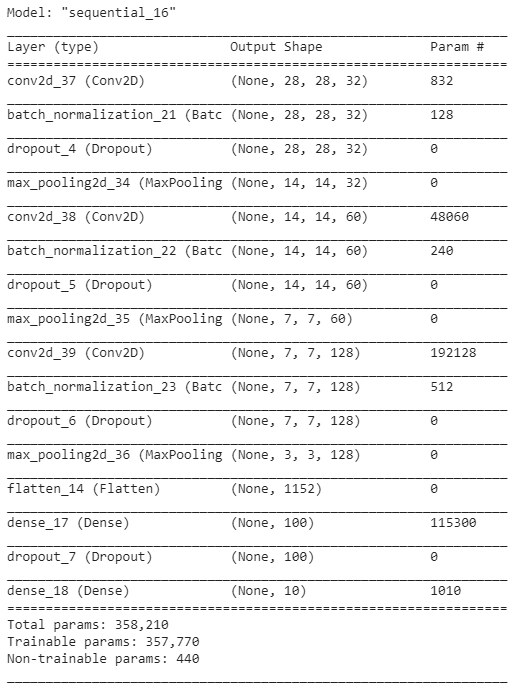 Model: "sequential_16"
_________________________________________________________________
Layer (type)                 Output Shape              Param #
=================================================================
conv2d_37 (Conv2D)           (None, 28, 28, 32)        832
_________________________________________________________________
batch_normalization_21 (Batc (None, 28, 28, 32)        128
_________________________________________________________________
dropout_4 (Dropout)          (None, 28, 28, 32)        0
_________________________________________________________________
max_pooling2d_34 (MaxPooling (None, 14, 14, 32)        0
_________________________________________________________________
conv2d_38 (Conv2D)           (None, 14, 14, 60)        48060
_________________________________________________________________
batch_normalization_22 (Batc (None, 14, 14, 60)        240
_________________________________________________________________
dropout_5 (Dropout)          (None, 14, 14, 60)        0
_________________________________________________________________
max_pooling2d_35 (MaxPooling (None, 7, 7, 60)          0
_________________________________________________________________
conv2d_39 (Conv2D)           (None, 7, 7, 128)         192128
_________________________________________________________________
batch_normalization_23 (Batc (None, 7, 7, 128)         512
_________________________________________________________________
dropout_6 (Dropout)          (None, 7, 7, 128)         0
_________________________________________________________________
max_pooling2d_36 (MaxPooling (None, 3, 3, 128)         0
_________________________________________________________________
flatten_14 (Flatten)         (None, 1152)              0
_________________________________________________________________
dense_17 (Dense)             (None, 100)               115300
_________________________________________________________________
dropout_7 (Dropout)          (None, 100)               0
_________________________________________________________________
dense_18 (Dense)             (None, 10)                1010
=================================================================
Total params: 358,210
Trainable params: 357,770
Non-trainable params: 440
_________________________________________________________________